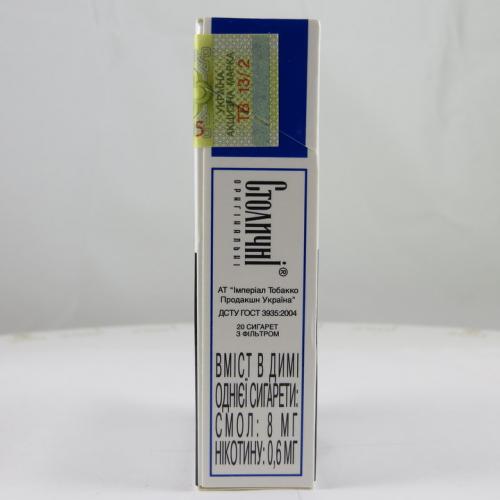 УКРАЇНА
АКЦИЗНА МАРКА
ТВ 13/2
Столичні®
оригінальні
АТ "Імперіал Тобакко
Продакшн Україна"
ДСТУ ГОСТ 3935:2004
20 СИГАРЕТ
З ФІЛЬТРОМ
ВМІСТ В ДИМІ
ОДНІЄЇ СИГАРЕТИ:
СМОЛ: 8 МГ
НІКОТИНУ: 0,6 МГ